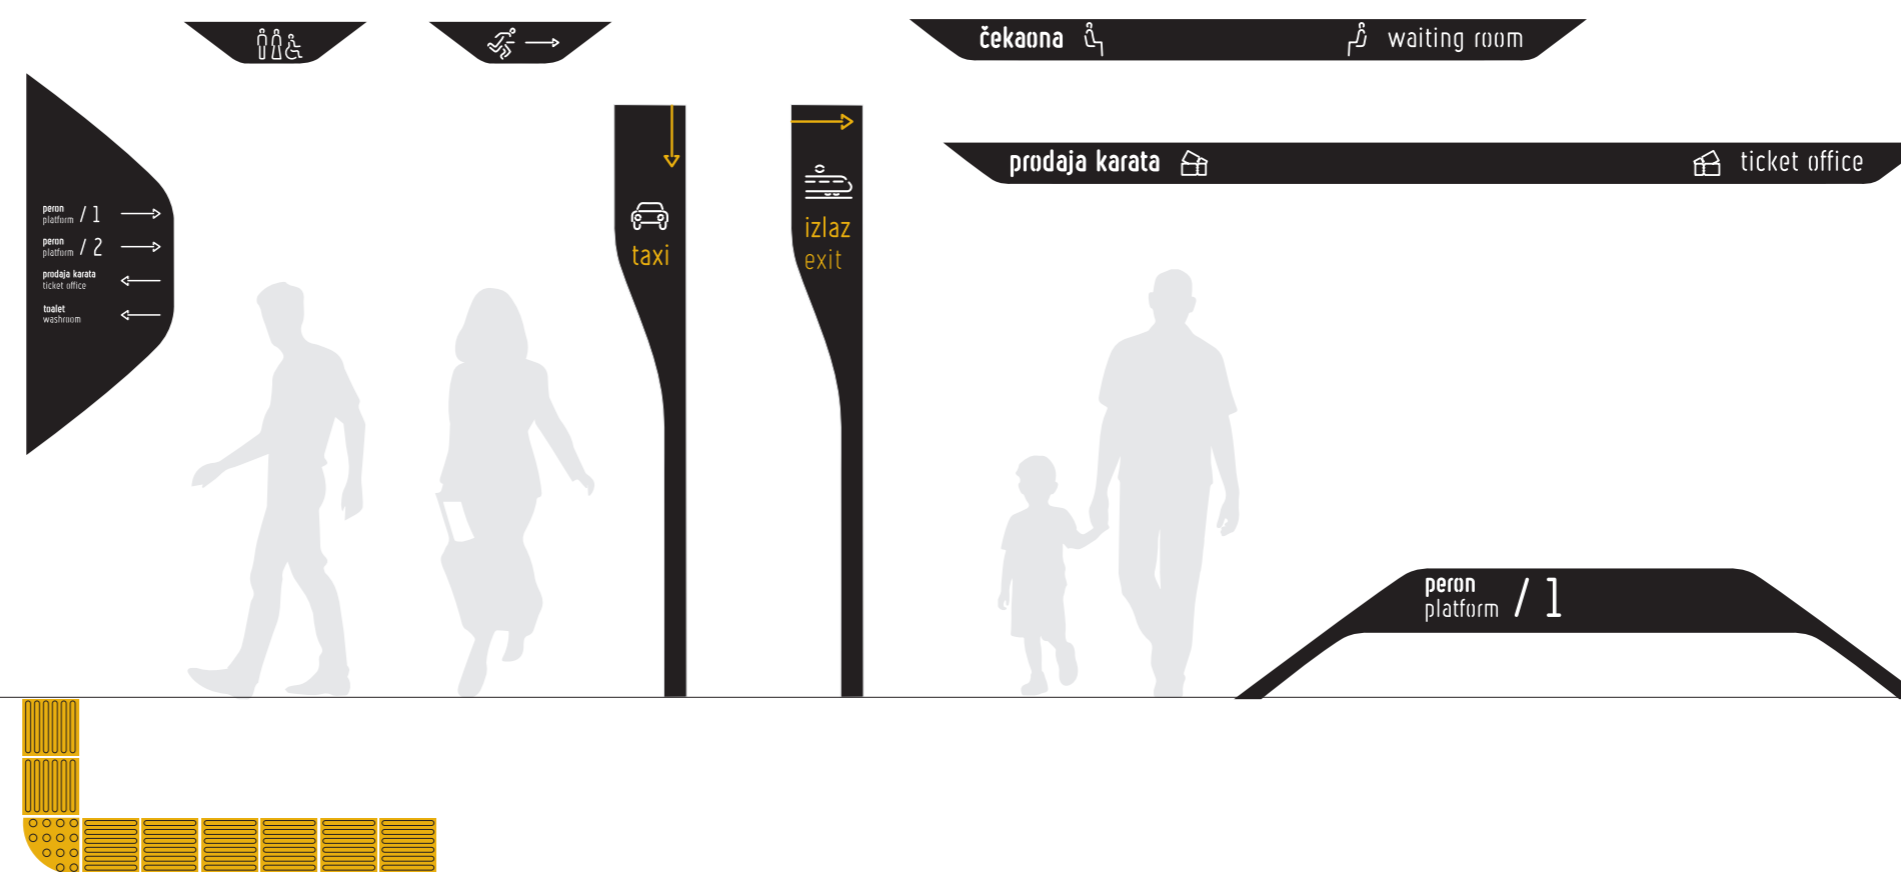 čekaona
waiting room
prodaja karata
ticket office
peron
platform / 1
peron
platform / 2
prodaja karata
ticket office
toalet
washroom
taxi
izlaz
exit
peron
platform / 1